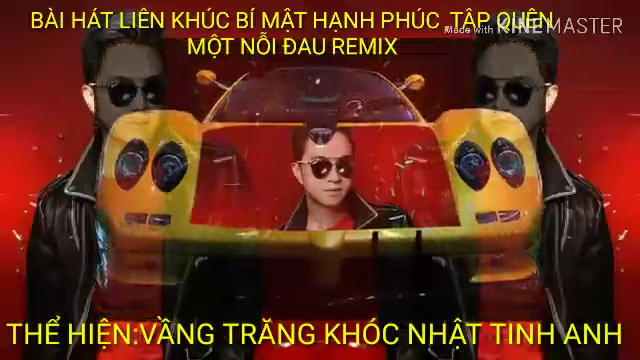 BÀI HÁT LIÊN KHÚC BÍ MẬT HẠNH PHÚC TẬP QUÊN
Made with KINEMASTER
MỘT NỖI ĐAU REMIX
THỂ HIỆN:VẦNG TRĂNG KHÓC NHẬT TINH ANH